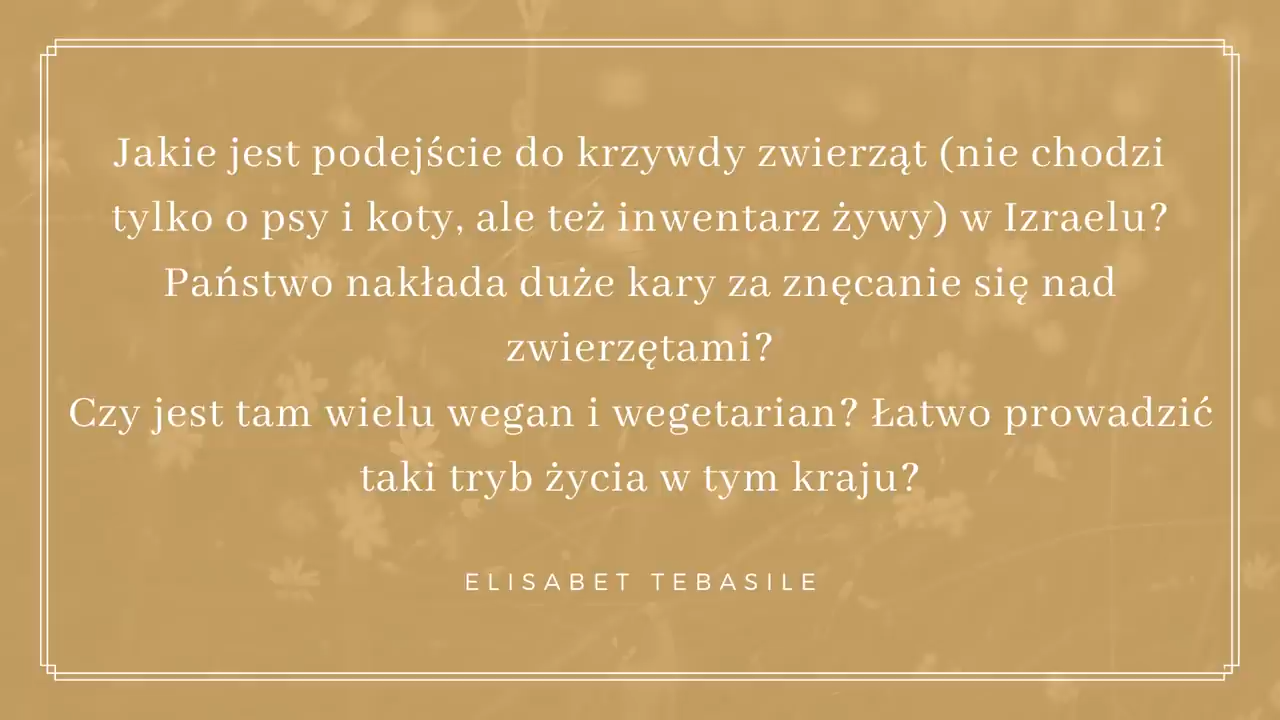 Jakie jest podejście do krzywdy zwierząt (nie chodzi
tylko o psy i koty, ale też inwentarz żywy) w Izraelu?
Państwo nakłada duże kary za znęcanie się nad
zwierzętami?
Czy jest tam wielu wegan i wegetarian? Łatwo prowadzić
taki tryb życia w tym kraju?
ELISABET TEBASILE